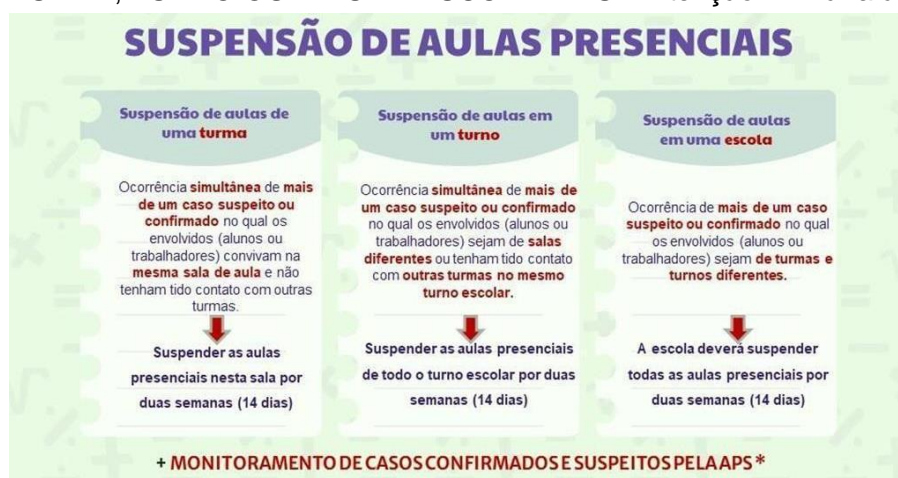 SUSPENSÃO DE AULAS PRESENCIAIS
Suspensão de aulas de
uma turma
Ocorrência simultânea de mais
de um caso suspeito ou
confirmado no qual os
envolvidos (alunos ou
trabalhadores) convivam na
mesma sala de aula e não
tenham tido contato com outras
turmas.
Suspender as aulas
presenciais nesta sala por
duas semanas (14 dias)
Suspensão de aulas em
um turno
Ocorrência simultânea de mais de
um caso suspeito ou confirmado
no qual os envolvidos (alunos ou
trabalhadores) sejam de salas
diferentes ou tenham tido contato
com outras turmas no mesmo
turno escolar.
Suspender as aulas presenciais
de todo o turno escolar por duas
semanas (14 dias)
Suspensão de aulas
em uma escola
Ocorrência de mais de um caso
suspeito ou confirmado no qual
os envolvidos (alunos ou
trabalhadores) sejam de turmas e
turnos diferentes.
A escola deverá suspender
todas as aulas presenciais por
duas semanas (14 dias)
+ MONITORAMENTO DE CASOS CONFIRMADOS E SUSPEITOS PELA APS *